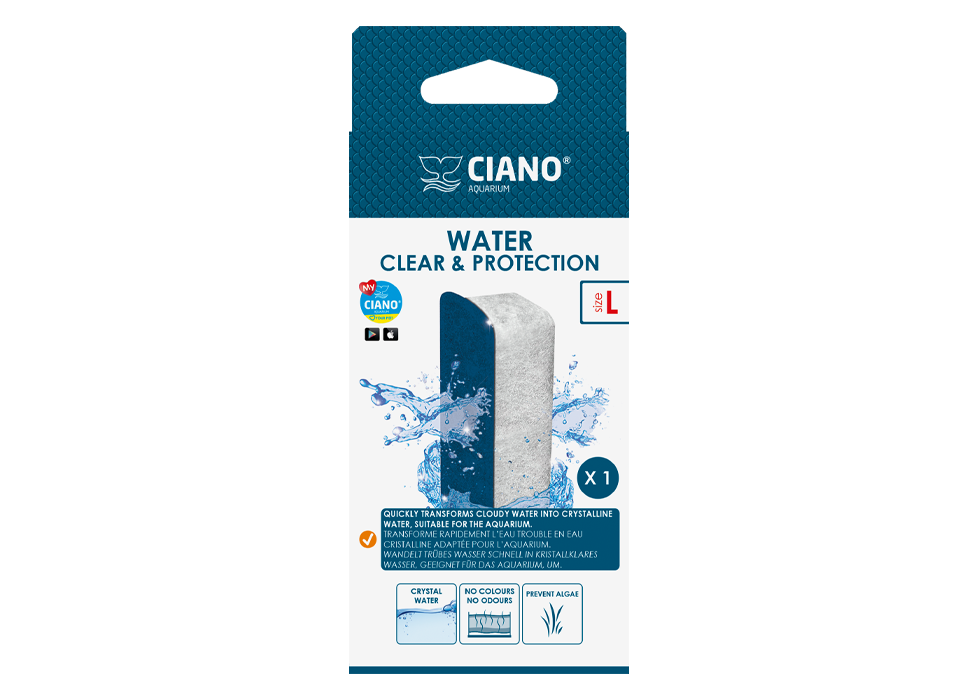 CIANO®
AQUARIUM
WATER
CLEAR & PROTECTION
My
CIANO®
AQUARIUM
size L
X 1
QUICKLY TRANSFORMS CLOUDY WATER INTO CRYSTALLINE
WATER, SUITABLE FOR THE AQUARIUM.
TRANSFORME RAPIDEMENT L'EAU TROUBLE EN EAU
CRISTALLINE ADAPTÉE POUR L'AQUARIUM.
WANDELT TRÜBES WASSER SCHNELL IN KRISTALLKLARES
WASSER. GEEIGNET FÜR DAS AQUARIUM, UM.
CRYSTAL
WATER
NO COLOURS
NO ODOURS
PREVENT ALGAE